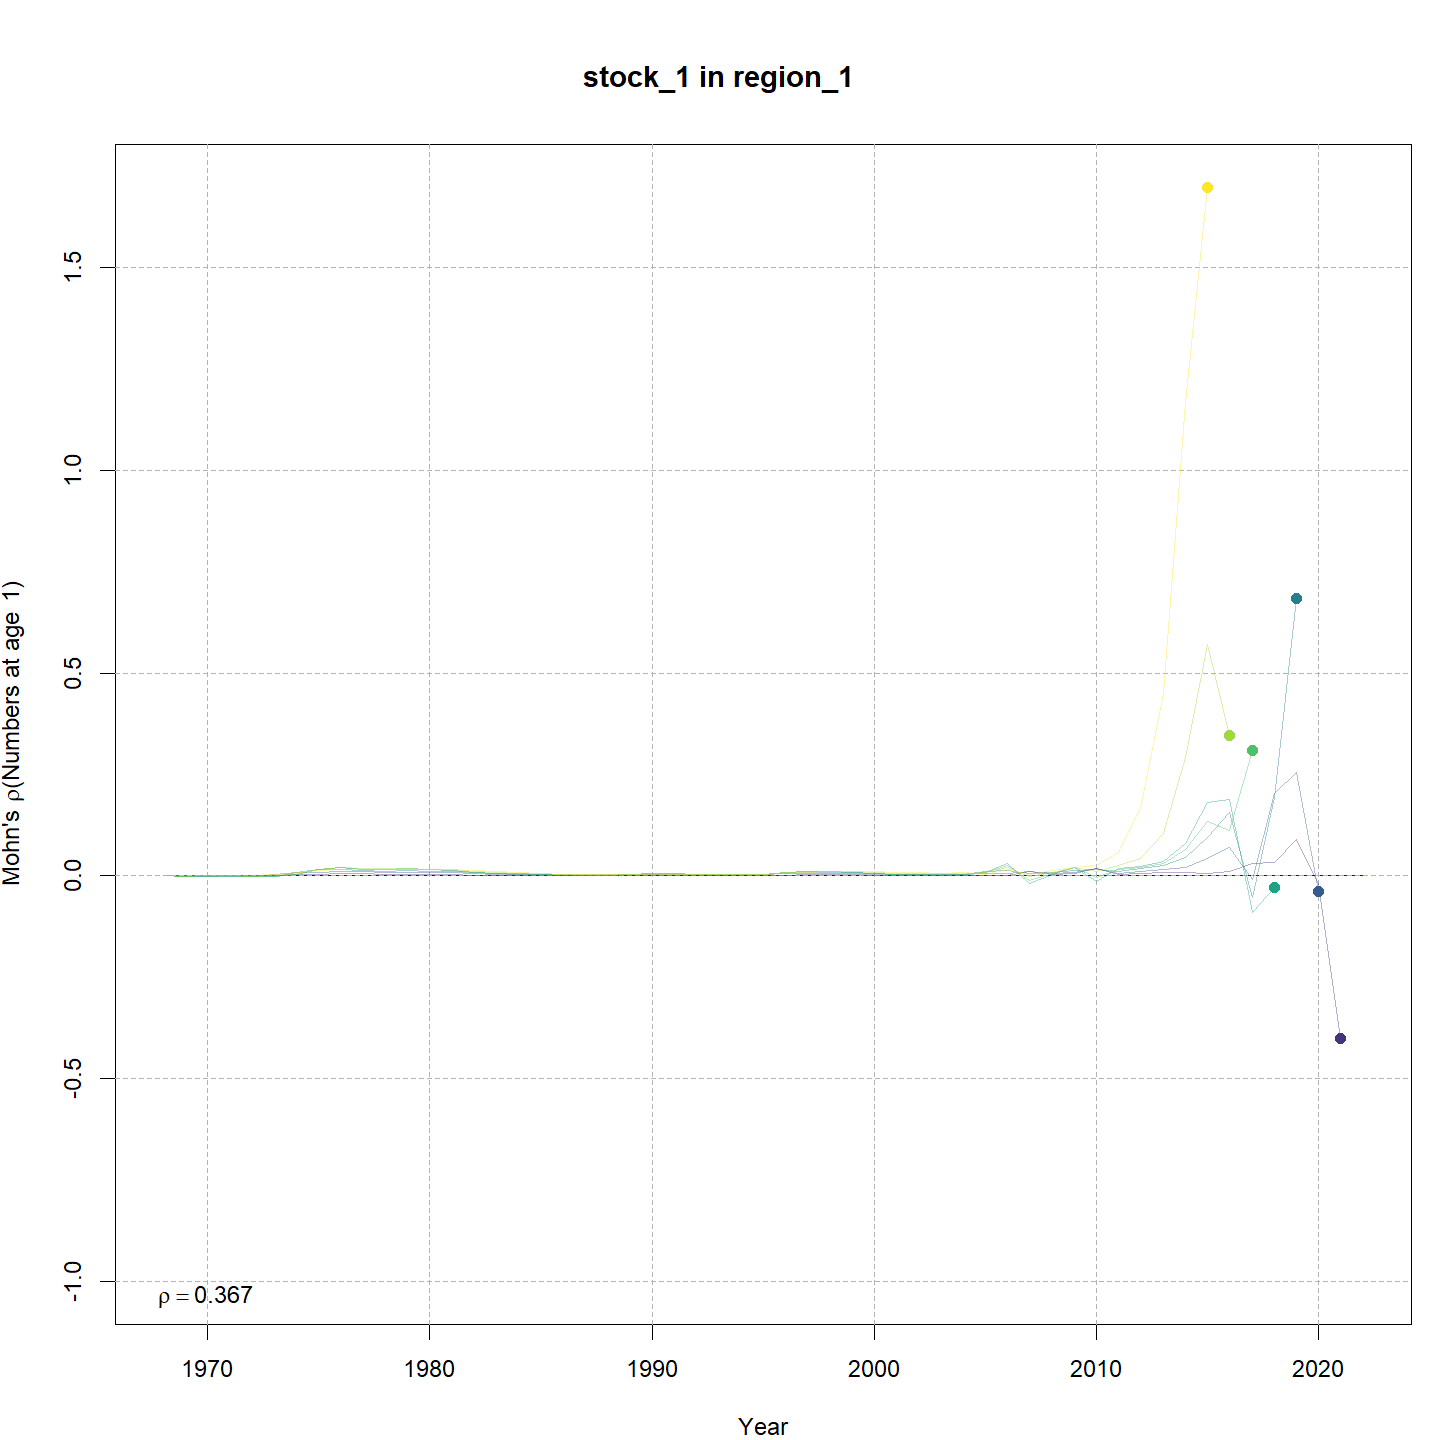 stock_1 in region_1
Mohn's ρ(Numbers at age 1)
1.5
1.0
0.5
0.0
-0.5
-1.0
ρ = 0.367
1970 1980 1990 2000 2010 2020
Year